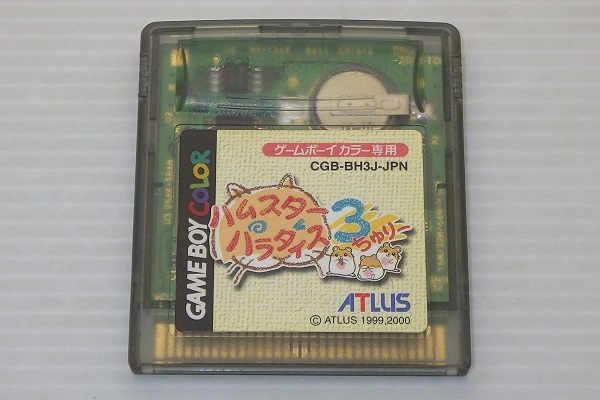 ゲームボーイカラー専用
CGB-BH3J-JPN
GAME BOY COLOR
ハムスター
パラダイス
3
ちゅりー
ATLUS
© ATLUS 1999,2000